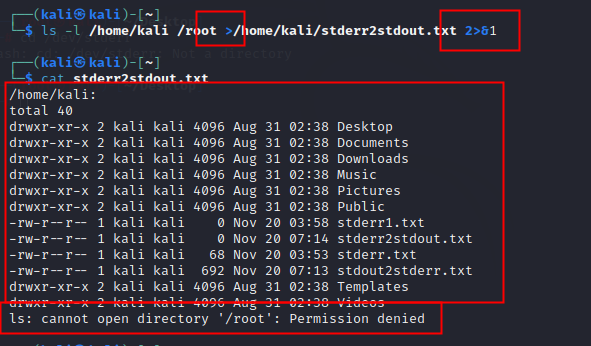 ┌──(kali㉿kali)-[~]
└─$ ls -l /home/kali /root >/home/kali/stderr2stdout.txt 2>&1
┌──(kali㉿kali)-[~]
└─$ cat stderr2stdout.txt
/home/kali:
total 40
drwxr-xr-x 2 kali kali 4096 Aug 31 02:38 Desktop
drwxr-xr-x 2 kali kali 4096 Aug 31 02:38 Documents
drwxr-xr-x 2 kali kali 4096 Aug 31 02:38 Downloads
drwxr-xr-x 2 kali kali 4096 Aug 31 02:38 Music
drwxr-xr-x 2 kali kali 4096 Aug 31 02:38 Pictures
drwxr-xr-x 2 kali kali 4096 Aug 31 02:38 Public
-rw-r--r-- 1 kali kali    0 Nov 20 03:58 stderr1.txt
-rw-r--r-- 1 kali kali    0 Nov 20 07:14 stderr2stdout.txt
-rw-r--r-- 1 kali kali   68 Nov 20 03:53 stderr.txt
-rw-r--r-- 1 kali kali  692 Nov 20 07:13 stdout2stderr.txt
drwxr-xr-x 2 kali kali 4096 Aug 31 02:38 Templates
drwxr-xr-x 2 kali kali 4096 Aug 31 02:38 Videos
ls: cannot open directory '/root': Permission denied